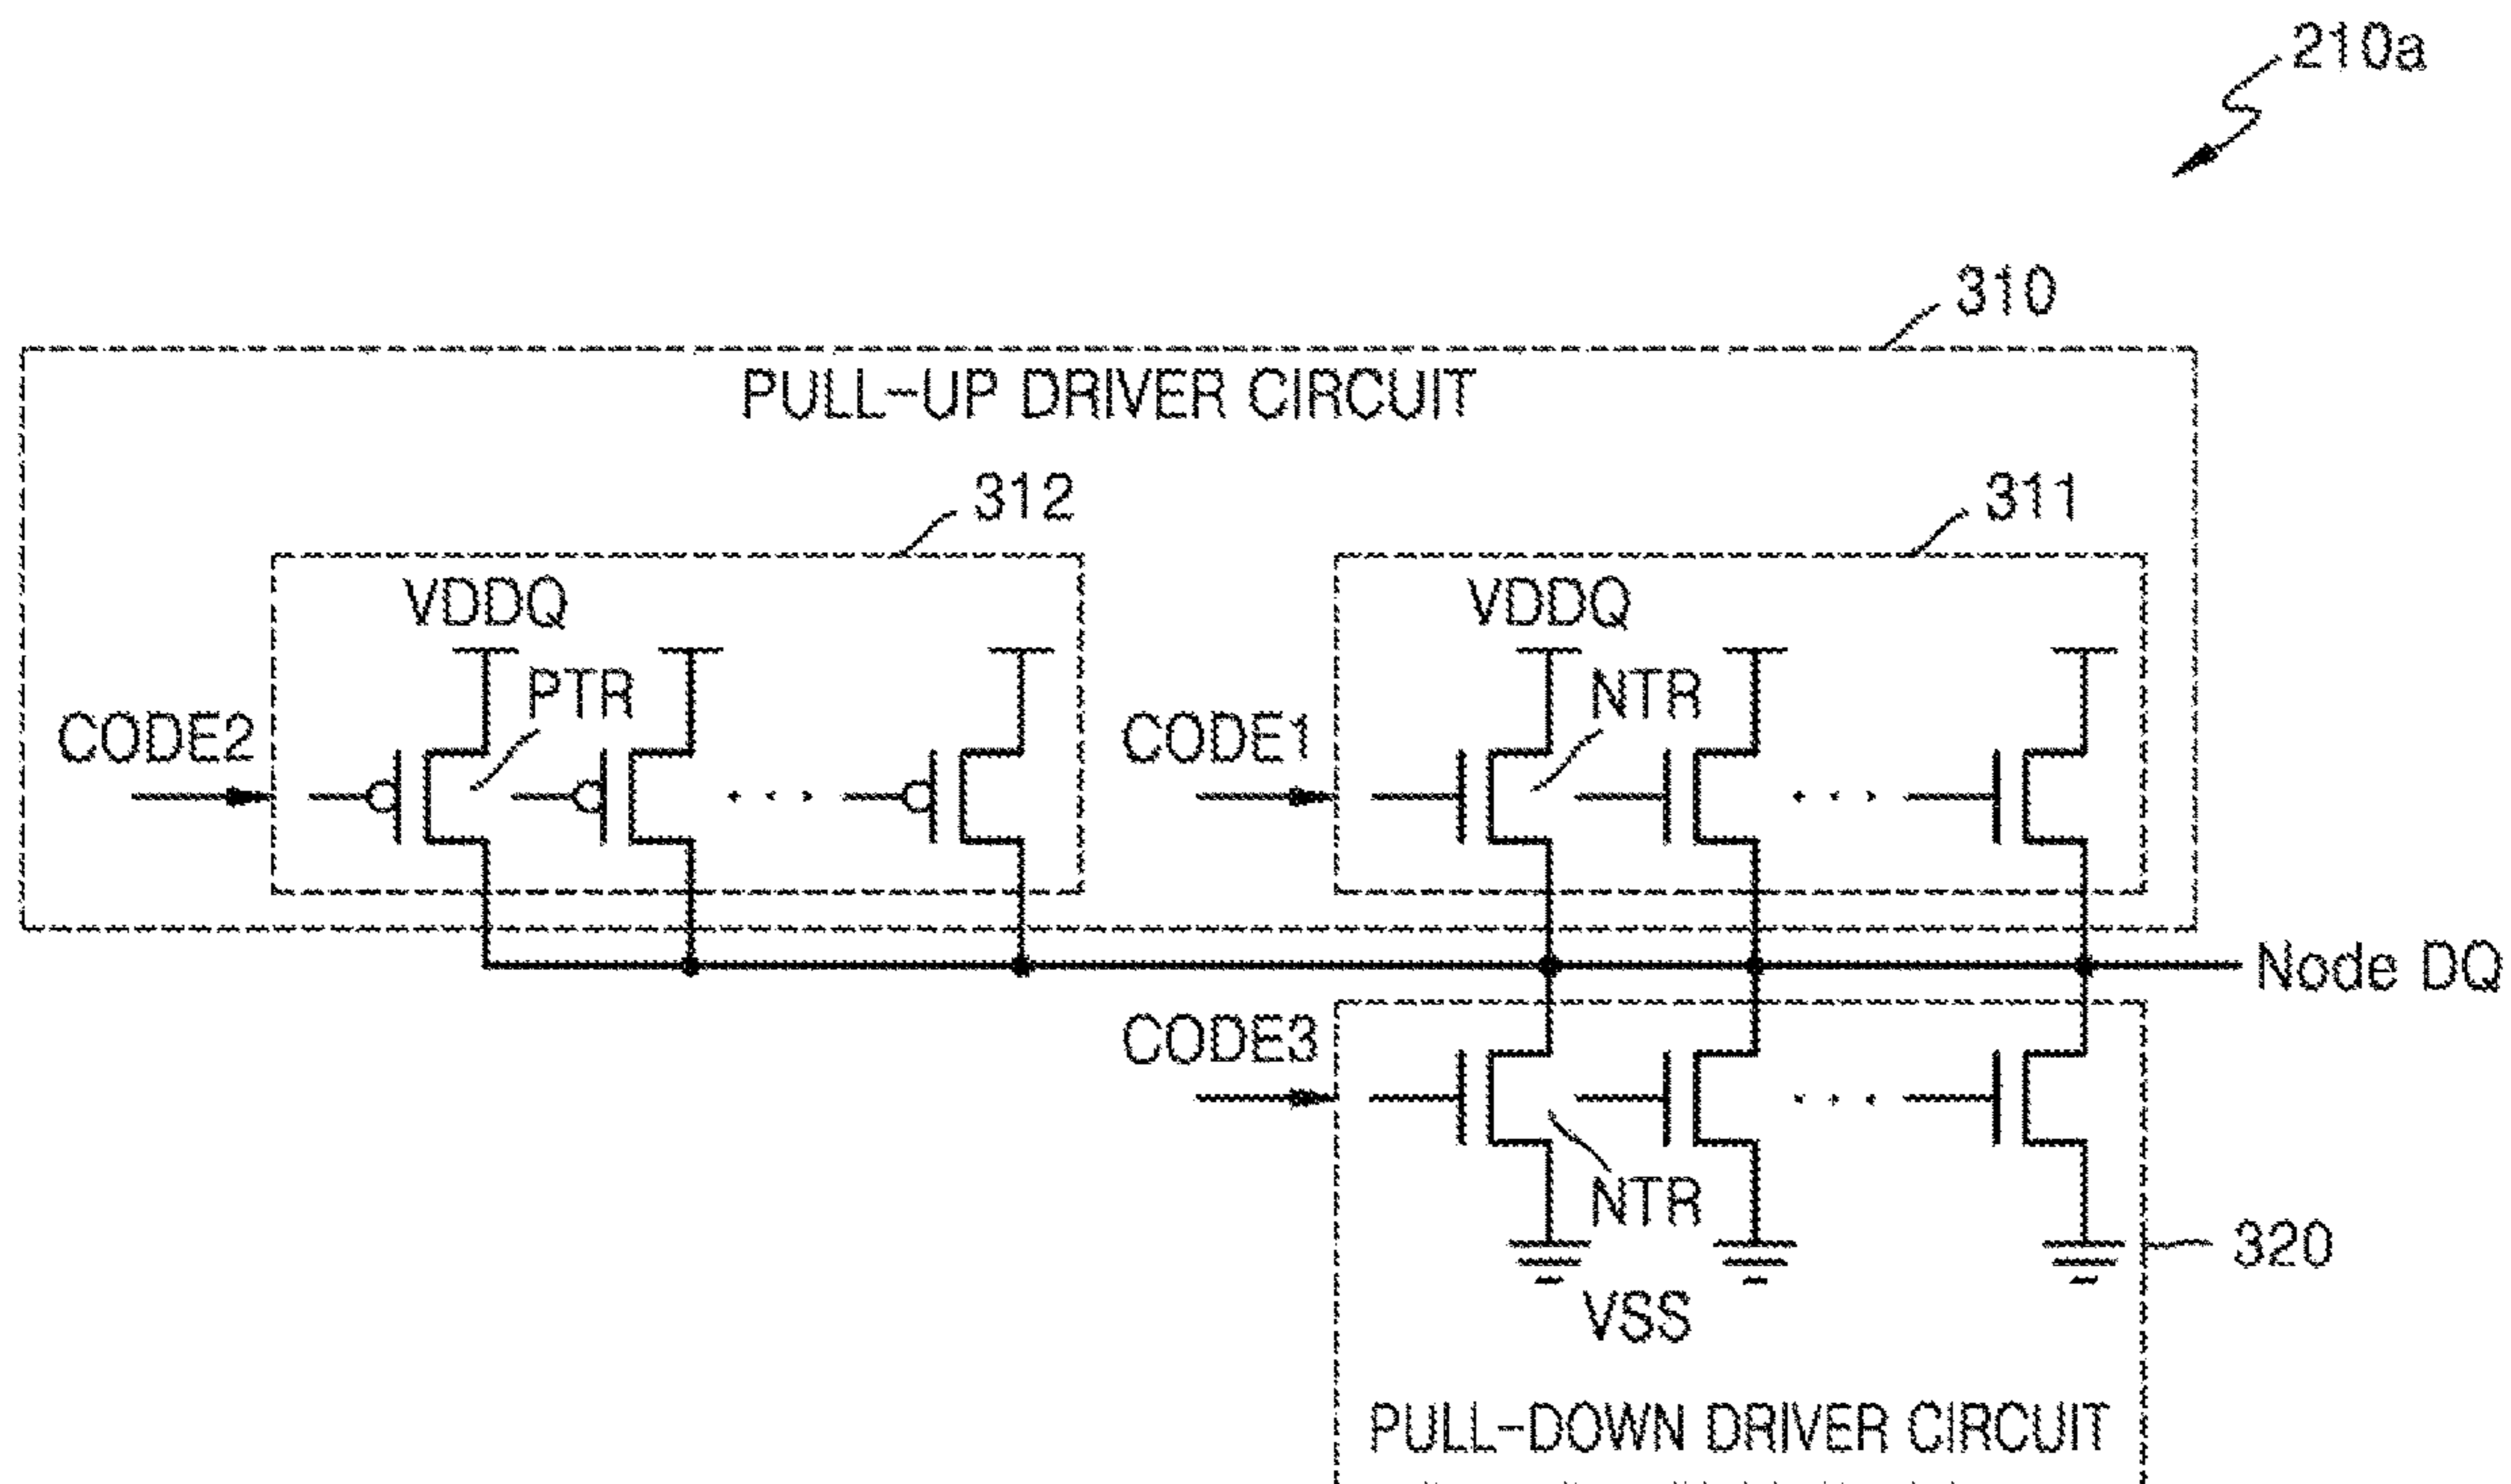 210a
310
PULL-UP DRIVER CIRCUIT
312
311
VDDQ
VDDQ
PTR
NTR
CODE2
CODE1
Node DQ
CODE3
NTR
320
VSS
PULL-DOWN DRIVER CIRCUIT